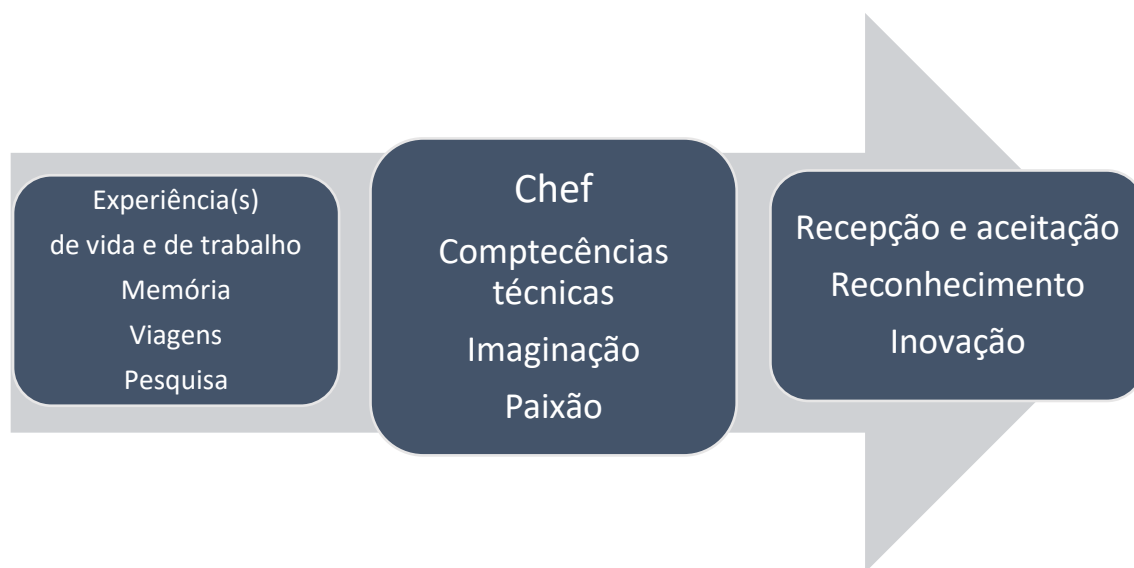 Experiência(s)
de vida e de trabalho
Memória
Viagens
Pesquisa
Chef
Comptecências
técnicas
Imaginação
Paixão
Recepção e aceitação
Reconhecimento
Inovação